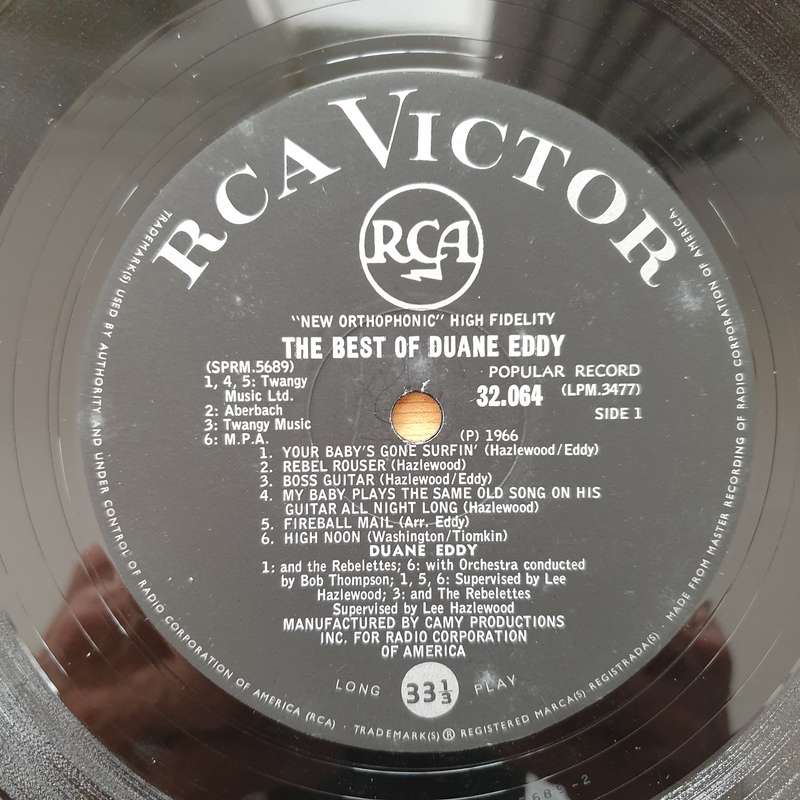 RCA VICTOR
RCA
"NEW ORTHOPHONIC" HIGH FIDELITY
THE BEST OF DUANE EDDY
(SPRM.5689)
1, 4, 5: Twangy
Music Ltd.
2: Aberbach
3: Twangy Music
6: M.P.A.
POPULAR RECORD
32.064 (LPM.3477)
SIDE 1
(P) 1966
1. YOUR BABY'S GONE SURFIN' (Hazlewood/Eddy)
2. REBEL ROUSER (Hazlewood)
3. BOSS GUITAR (Hazlewood/Eddy)
4. MY BABY PLAYS THE SAME OLD SONG ON HIS
GUITAR ALL NIGHT LONG (Hazlewood)
5. FIREBALL MAIL (Arr. Eddy)
6. HIGH NOON (Washington/Tiomkin)
DUANE EDDY
1: and the Rebelettes; 6: with Orchestra conducted
by Bob Thompson; 1, 5, 6: Supervised by Lee
Hazlewood; 3: and The Rebelettes
Supervised by Lee Hazlewood
MANUFACTURED BY CAMY PRODUCTIONS
INC. FOR RADIO CORPORATION
OF AMERICA
LONG 33 1/3 PLAY
TRADEMARK(S) USED BY AUTHORITY AND UNDER CONTROL OF RADIO CORPORATION OF AMERICA (RCA) · TRADEMARK(S) ® REGISTERED MARCA(S) REGISTRADA(S) · MADE FROM MASTER RECORDING OF RADIO CORPORATION OF AMERICA.